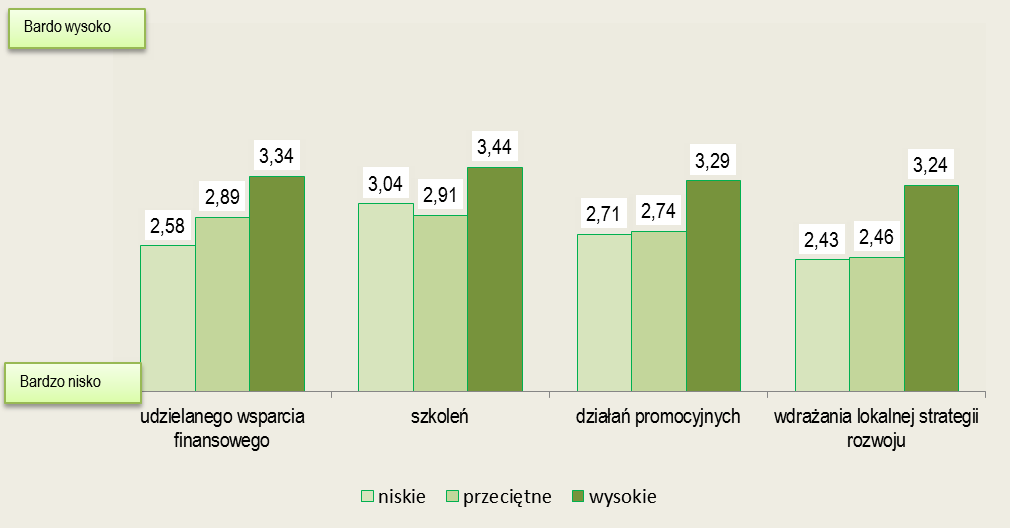 Bardo wysoko
3,34
3,44
2,89
3,04
2,91
3,29
3,24
2,58
2,71
2,74
2,43
2,46
Bardzo nisko
udzielanego wsparcia
finansowego
szkoleń
działań promocyjnych
wdrażania lokalnej strategii
rozwoju
niskie
przeciętne
wysokie